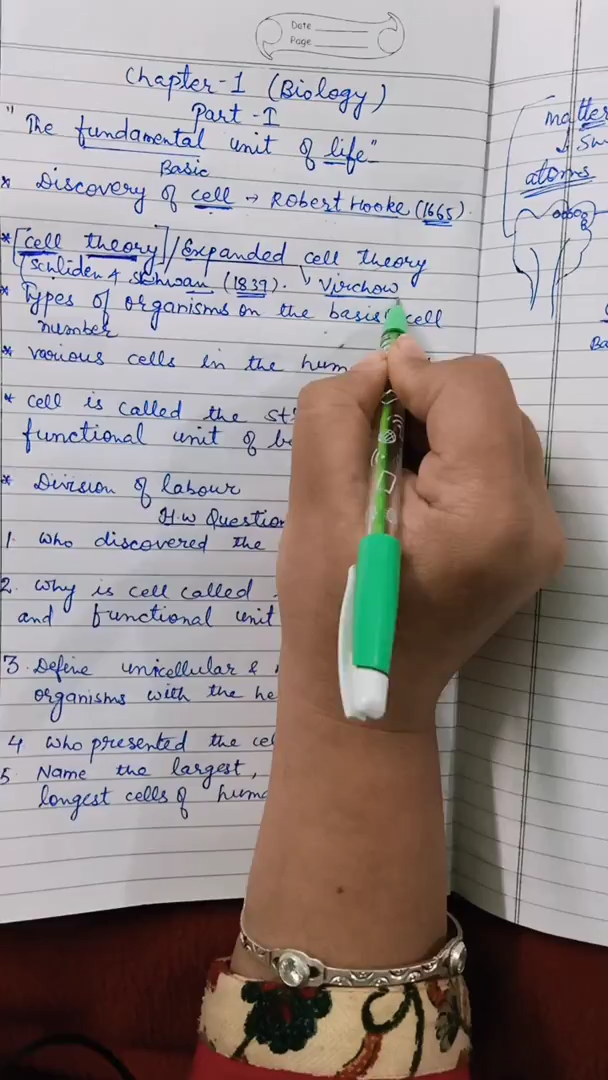 Date
Page
Chapter-1 (Biology)
Part-I
"The fundamental unit of life"
Basic
* Discovery of cell → Robert Hooke (1665).
* [cell theory]/Expanded cell theory
(schliden & (1839). Virchow
* Types of organisms on the basis cell
number
* various cells in the hum
* cell is called the st
functional unit of
* Division of labour
H.W Question
1. who discovered the
2. why is cell called
and functional unit
3. Define unicellular &
organisms with the he
4 who presented the cel
5. Name the largest,
longest cells of huma
matter
↓
atoms
Ba